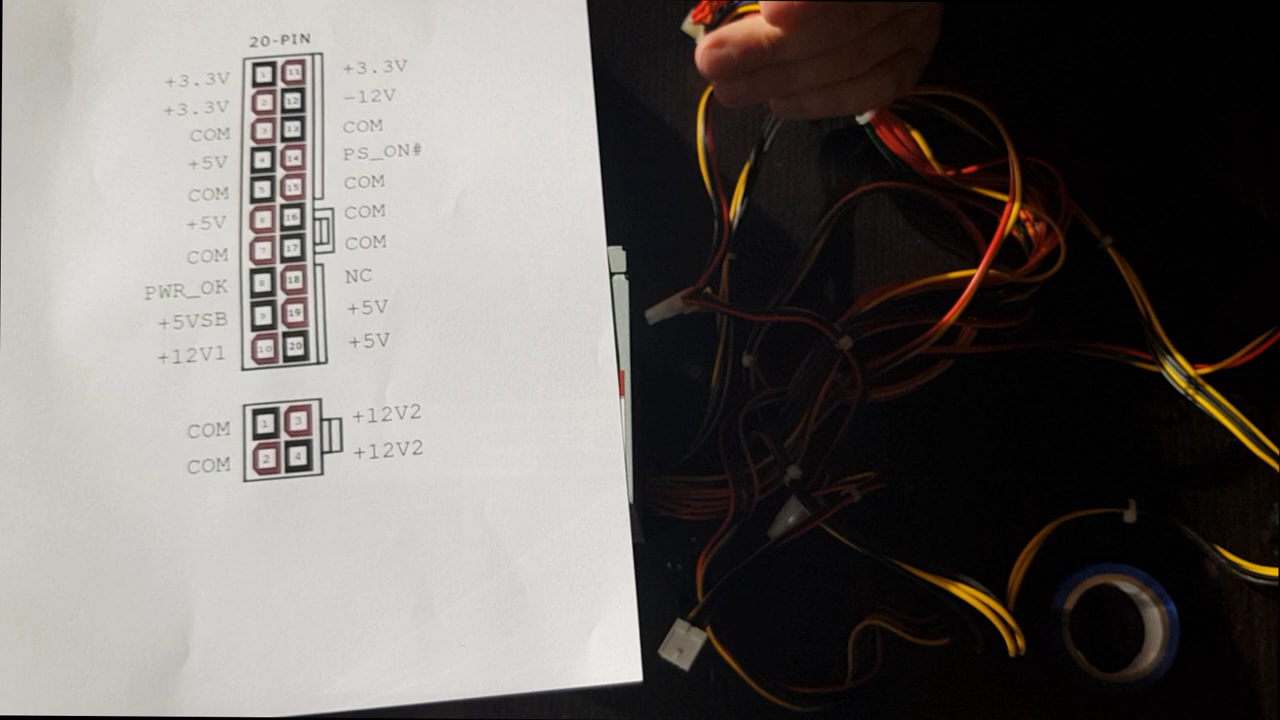 20-PIN
+3.3V 1 11 +3.3V
+3.3V 2 12 -12V
COM 3 13 COM
+5V 4 14 PS_ON#
COM 5 15 COM
+5V 6 16 COM
COM 7 17 COM
PWR_OK 8 18 NC
+5VSB 9 19 +5V
+12V1 10 20 +5V
COM 1 3 +12V2
COM 2 4 +12V2